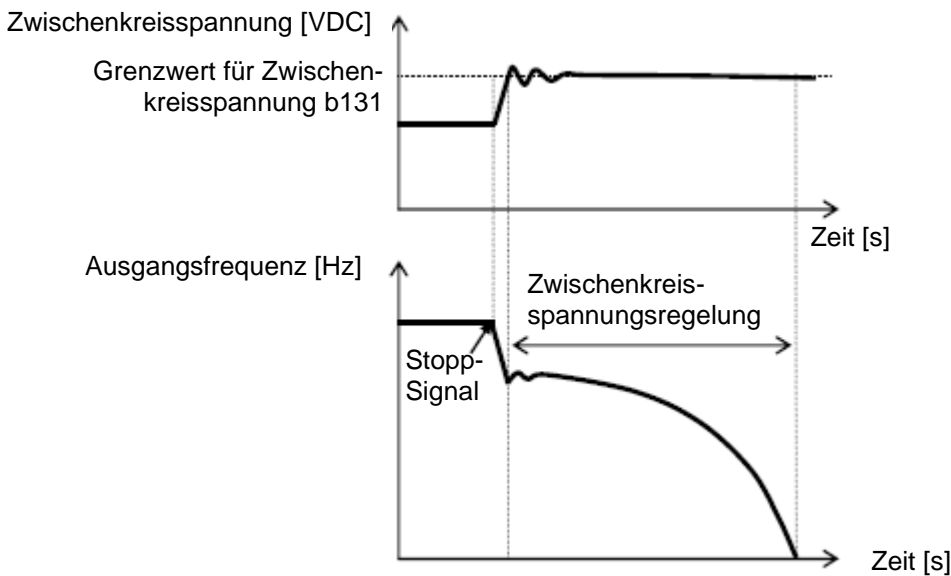 Zwischenkreisspannung [VDC]
Grenzwert für Zwischen-
kreisspannung b131
Zeit [s]
Ausgangsfrequenz [Hz]
Zwischenkreis-
spannungsregelung
Stopp-
Signal
Zeit [s]